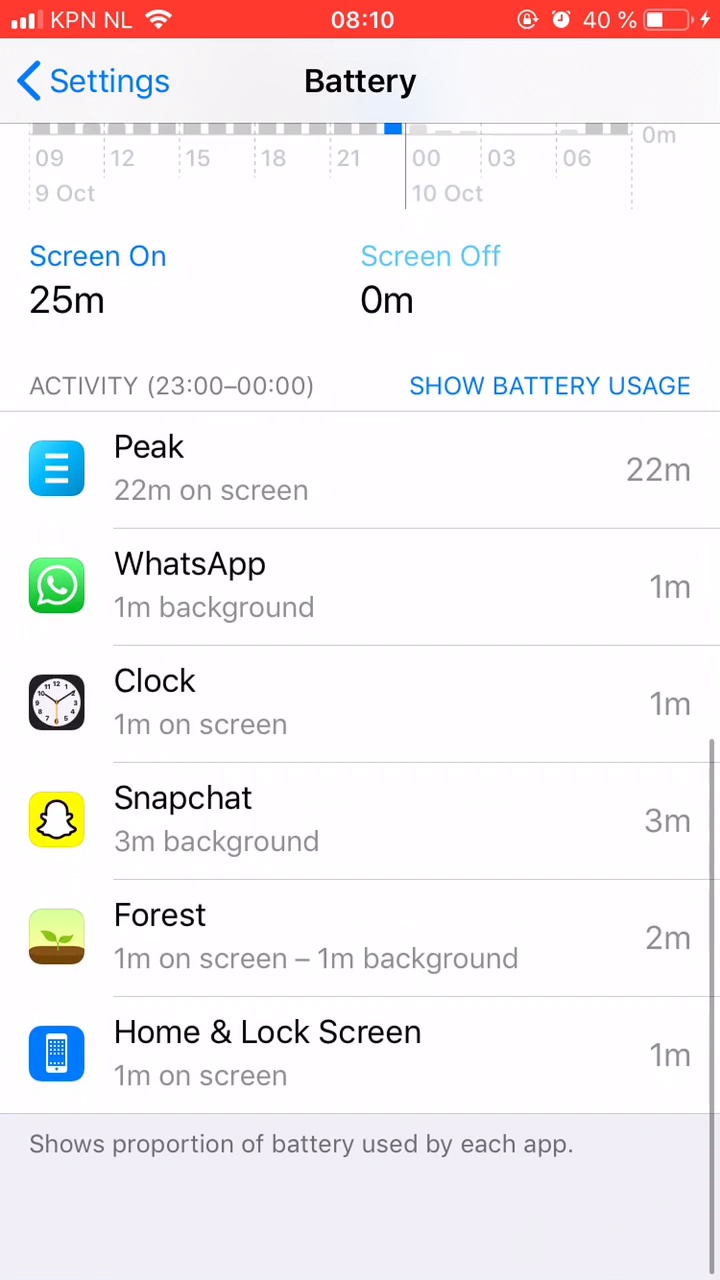 KPN NL 08:10 40 %
Settings Battery
0m
09 12 15 18 21 00 03 06
9 Oct 10 Oct
Screen On Screen Off
25m 0m
ACTIVITY (23:00–00:00) SHOW BATTERY USAGE
Peak
22m on screen 22m
WhatsApp
1m background 1m
Clock
1m on screen 1m
Snapchat
3m background 3m
Forest
1m on screen – 1m background 2m
Home & Lock Screen
1m on screen 1m
Shows proportion of battery used by each app.